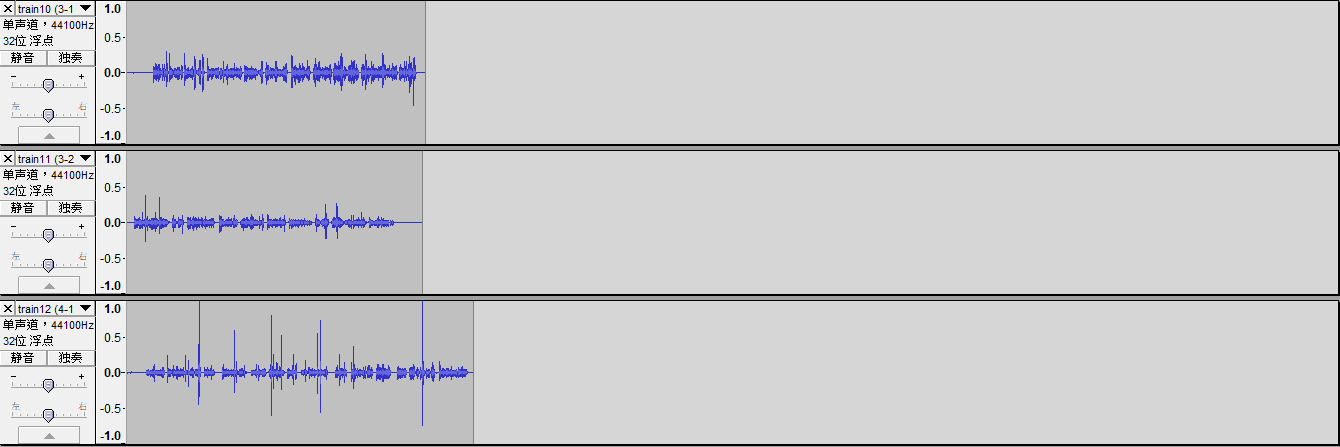 train10 (3-1
单声道，44100Hz
32位 浮点
静音 独奏
- +
左 右
1.0
0.5-
0.0-
-0.5-
-1.0
train11 (3-2
单声道，44100Hz
32位 浮点
静音 独奏
- +
左 右
1.0
0.5-
0.0-
-0.5-
-1.0
train12 (4-1
单声道，44100Hz
32位 浮点
静音 独奏
- +
左 右
1.0
0.5-
0.0-
-0.5-
-1.0